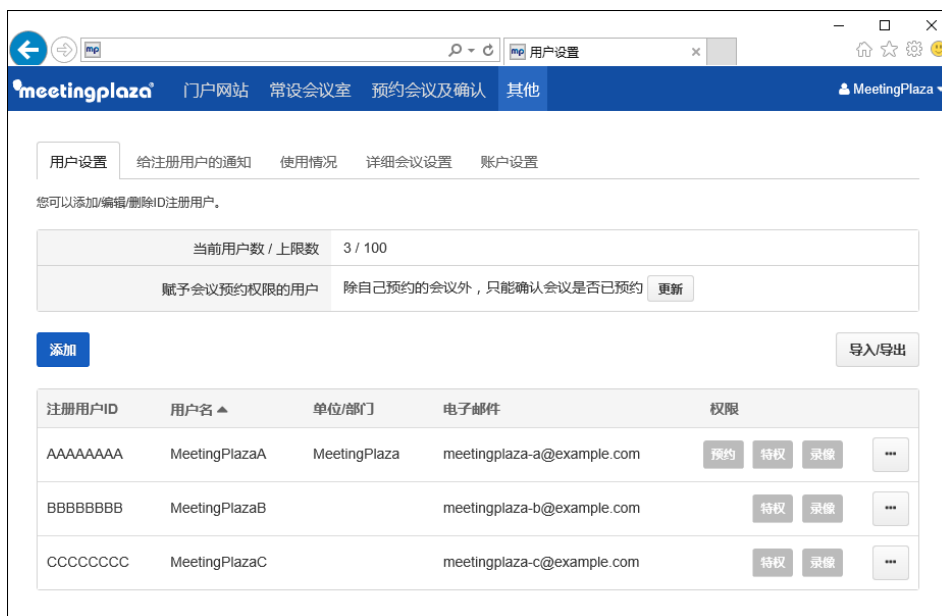 mp
mp 用户设置
meetingplaza 门户网站 常设会议室 预约会议及确认 其他 MeetingPlaza
用户设置 给注册用户的通知 使用情况 详细会议设置 账户设置
您可以添加/编辑/删除ID注册用户。
当前用户数 / 上限数 3 / 100
赋予会议预约权限的用户 除自己预约的会议外，只能确认会议是否已预约 更新
添加 导入/导出
注册用户ID 用户名 单位/部门 电子邮件 权限
AAAAAAAA MeetingPlazaA MeetingPlaza meetingplaza-a@example.com 预约 特权 录像
BBBBBBBB MeetingPlazaB meetingplaza-b@example.com 特权 录像
CCCCCCCC MeetingPlazaC meetingplaza-c@example.com 特权 录像